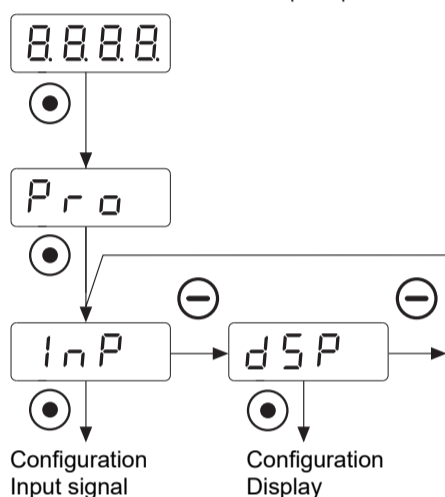 8.8.8.8.
Pro
InP
dSP
Configuration
Input signal
Configuration
Display